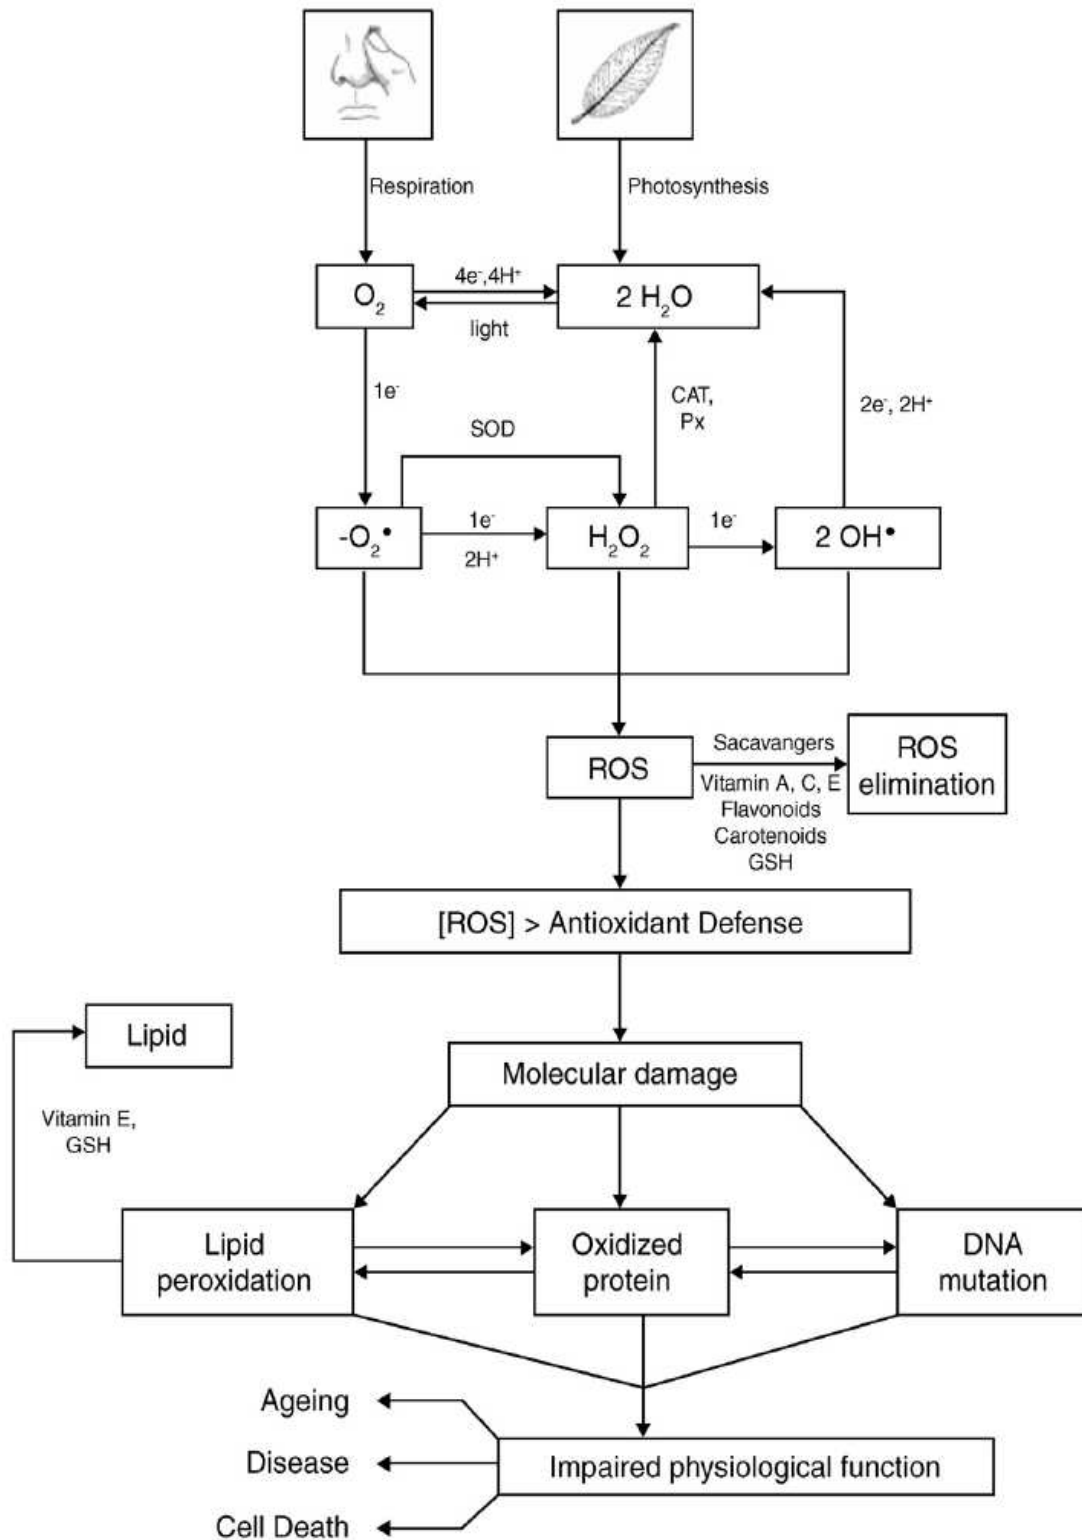 Respiration
Photosynthesis
O₂
4e⁻,4H⁺
light
2 H₂O
1e⁻
SOD
CAT,
Px
2e⁻, 2H⁺
-O₂•
1e⁻
2H⁺
H₂O₂
1e⁻
2 OH•
ROS
Sacavangers
Vitamin A, C, E
Flavonoids
Carotenoids
GSH
ROS
elimination
[ROS] > Antioxidant Defense
Lipid
Molecular damage
Vitamin E,
GSH
Lipid
peroxidation
Oxidized
protein
DNA
mutation
Ageing
Disease
Cell Death
Impaired physiological function